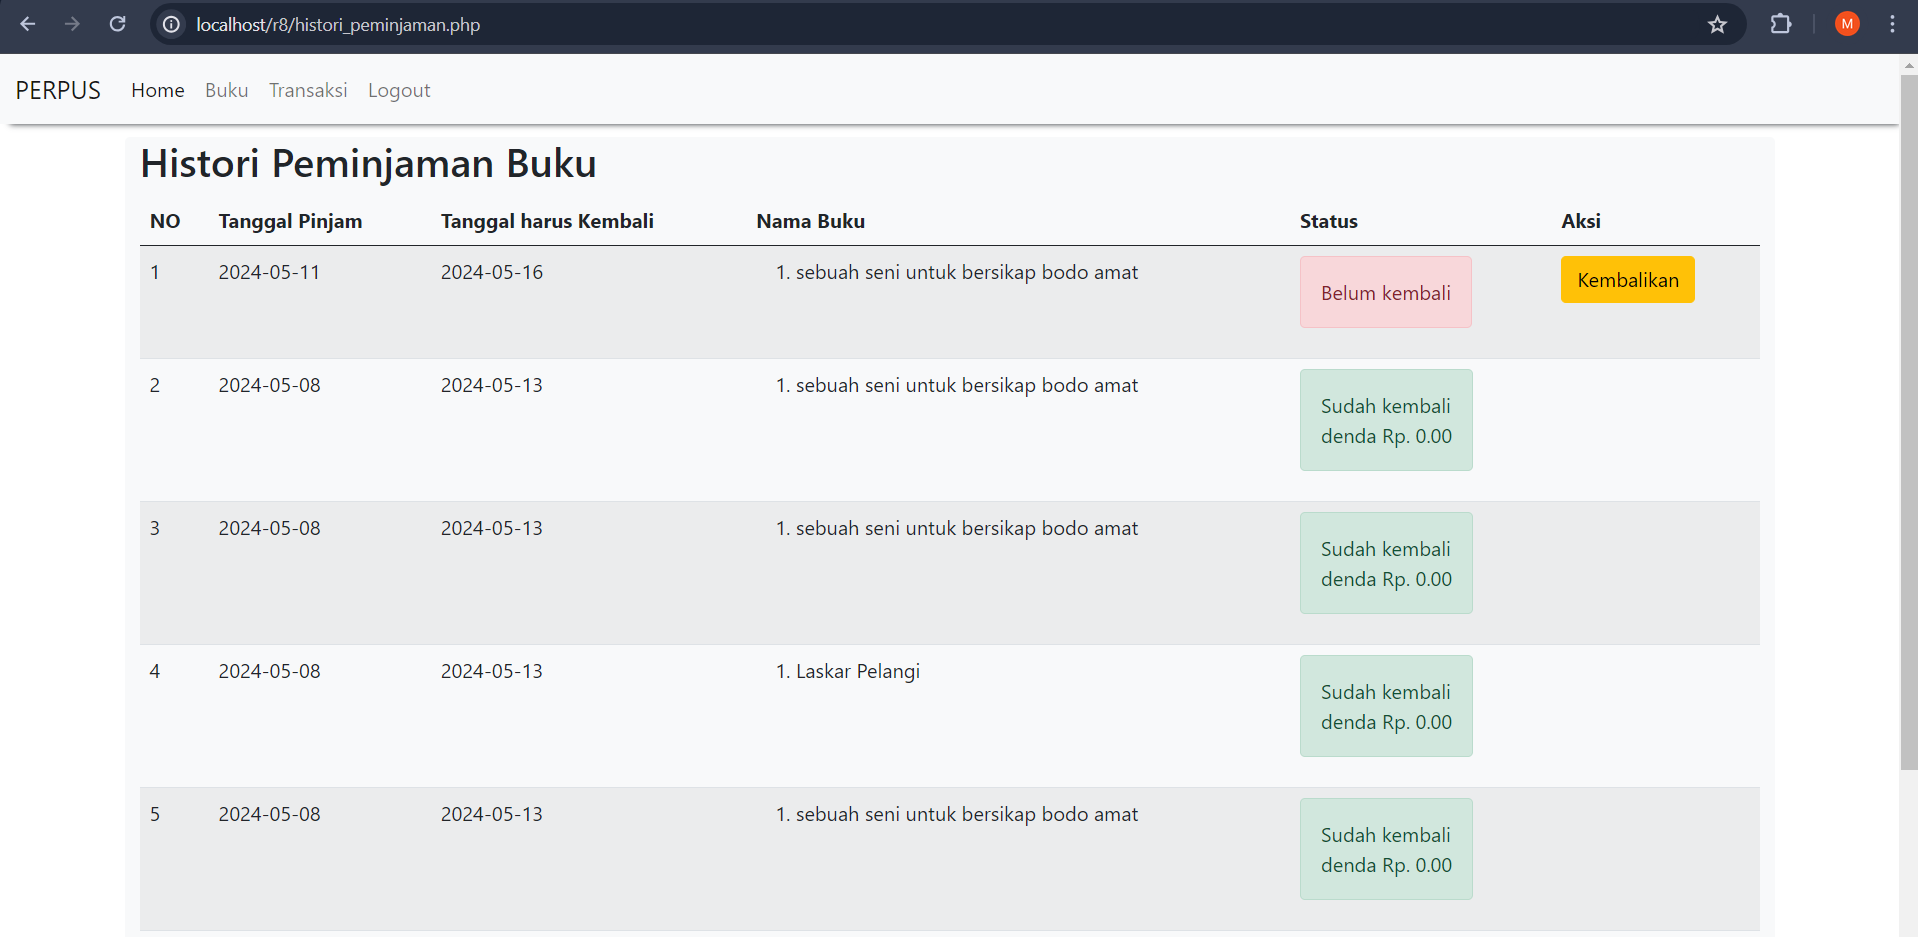 localhost/r8/histori_peminjaman.php
M
PERPUS Home Buku Transaksi Logout
Histori Peminjaman Buku
NO Tanggal Pinjam Tanggal harus Kembali Nama Buku Status Aksi
1 2024-05-11 2024-05-16 1. sebuah seni untuk bersikap bodo amat Belum kembali Kembalikan
2 2024-05-08 2024-05-13 1. sebuah seni untuk bersikap bodo amat Sudah kembali
denda Rp. 0.00
3 2024-05-08 2024-05-13 1. sebuah seni untuk bersikap bodo amat Sudah kembali
denda Rp. 0.00
4 2024-05-08 2024-05-13 1. Laskar Pelangi Sudah kembali
denda Rp. 0.00
5 2024-05-08 2024-05-13 1. sebuah seni untuk bersikap bodo amat Sudah kembali
denda Rp. 0.00